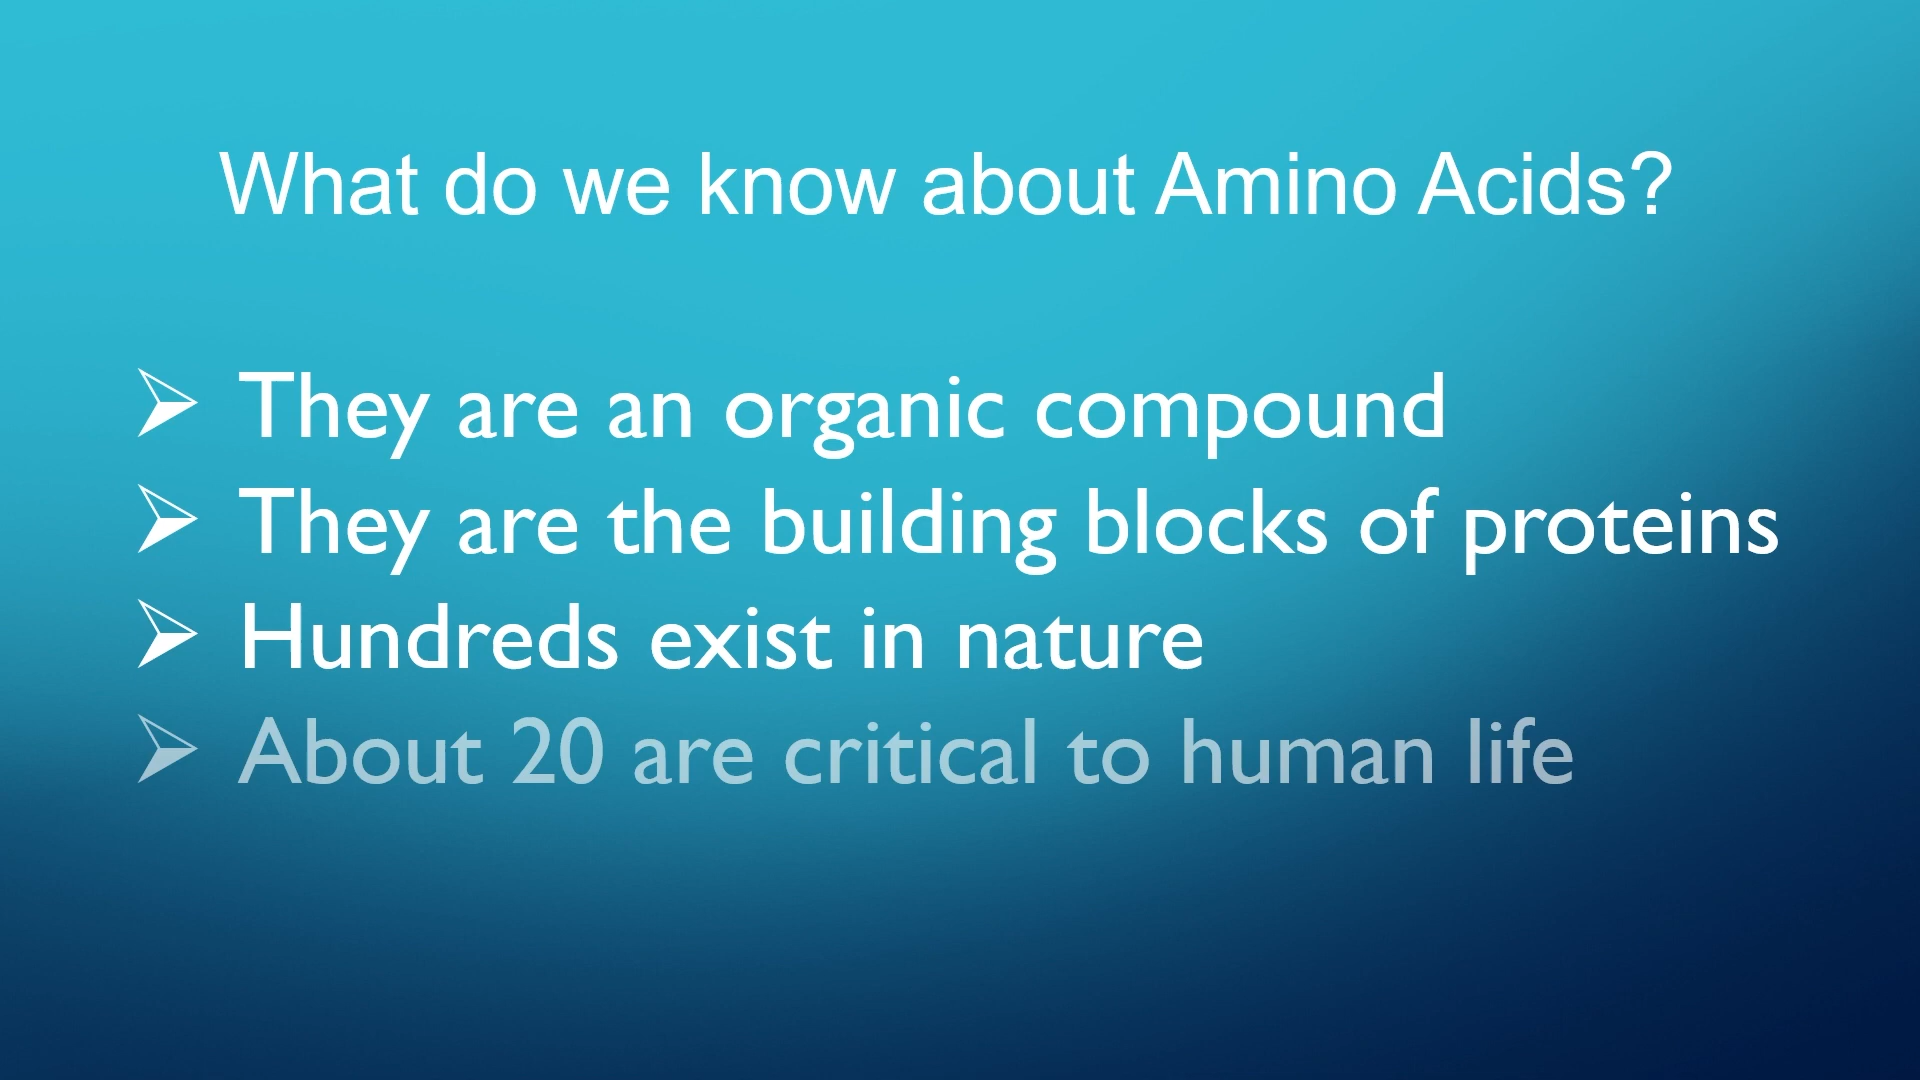 What do we know about Amino Acids?
➢ They are an organic compound
➢ They are the building blocks of proteins
➢ Hundreds exist in nature
➢ About 20 are critical to human life